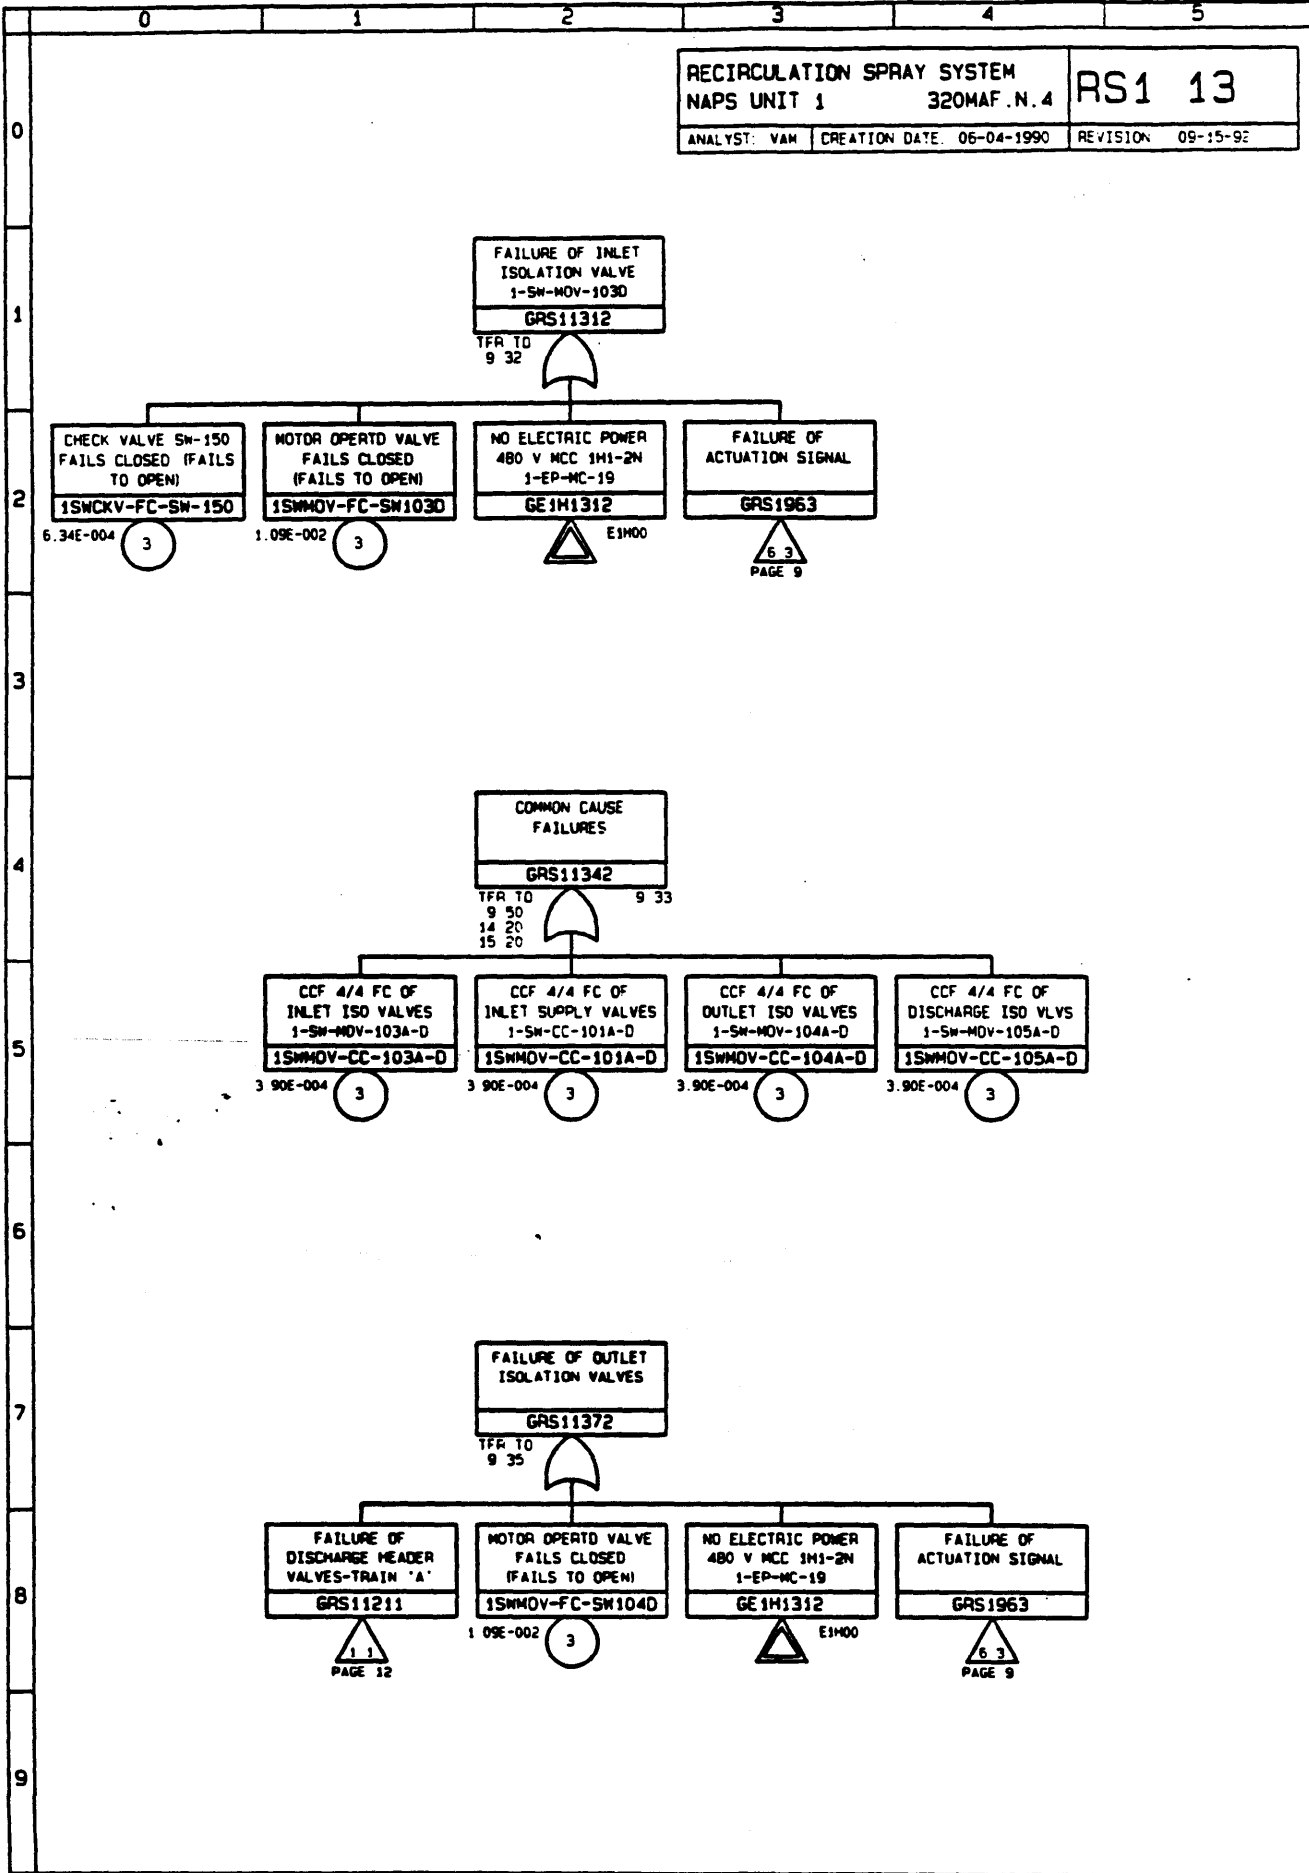 0 1 2 3 4 5
RECIRCULATION SPRAY SYSTEM
NAPS UNIT 1 320MAF.N.4
RS1 13
ANALYST: VAM CREATION DATE. 06-04-1990 REVISION 09-15-92
0
FAILURE OF INLET
ISOLATION VALVE
1-SW-MOV-103D
GRS11312
1
TFR TO
9 32
CHECK VALVE SW-150
FAILS CLOSED (FAILS
TO OPEN)
1SWCKV-FC-SW-150
6.34E-004
3
MOTOR OPERTD VALVE
FAILS CLOSED
(FAILS TO OPEN)
1SWMOV-FC-SW103D
1.09E-002
3
NO ELECTRIC POWER
480 V MCC 1H1-2N
1-EP-MC-19
GE1H1312
E1H00
FAILURE OF
ACTUATION SIGNAL
GRS1963
6 3
PAGE 9
2
3
COMMON CAUSE
FAILURES
GRS11342
4
TFR TO
9 50
14 20
15 20
9 33
CCF 4/4 FC OF
INLET ISO VALVES
1-SW-MOV-103A-D
1SWMOV-CC-103A-D
3 90E-004
3
CCF 4/4 FC OF
INLET SUPPLY VALVES
1-SW-CC-101A-D
1SWMOV-CC-101A-D
3 90E-004
3
CCF 4/4 FC OF
OUTLET ISO VALVES
1-SW-MOV-104A-D
1SWMOV-CC-104A-D
3.90E-004
3
CCF 4/4 FC OF
DISCHARGE ISO VLVS
1-SW-MOV-105A-D
1SWMOV-CC-105A-D
3.90E-004
3
5
6
FAILURE OF OUTLET
ISOLATION VALVES
GRS11372
7
TFR TO
9 35
FAILURE OF
DISCHARGE HEADER
VALVES-TRAIN 'A'
GRS11211
1 1
PAGE 12
MOTOR OPERTD VALVE
FAILS CLOSED
(FAILS TO OPEN)
1SWMOV-FC-SW104D
1 09E-002
3
NO ELECTRIC POWER
480 V MCC 1H1-2N
1-EP-MC-19
GE1H1312
E1H00
FAILURE OF
ACTUATION SIGNAL
GRS1963
6 3
PAGE 9
8
9